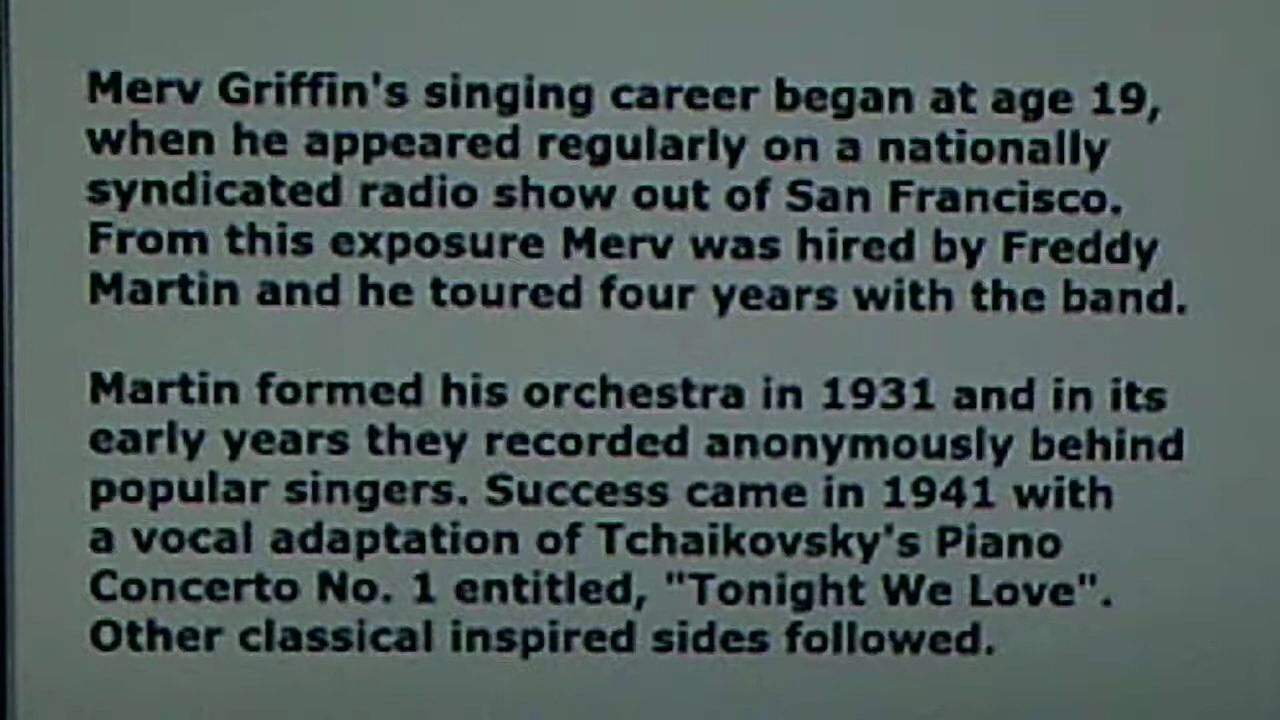 Merv Griffin's singing career began at age 19,
when he appeared regularly on a nationally
syndicated radio show out of San Francisco.
From this exposure Merv was hired by Freddy
Martin and he toured four years with the band.
Martin formed his orchestra in 1931 and in its
early years they recorded anonymously behind
popular singers. Success came in 1941 with
a vocal adaptation of Tchaikovsky's Piano
Concerto No. 1 entitled, "Tonight We Love".
Other classical inspired sides followed.